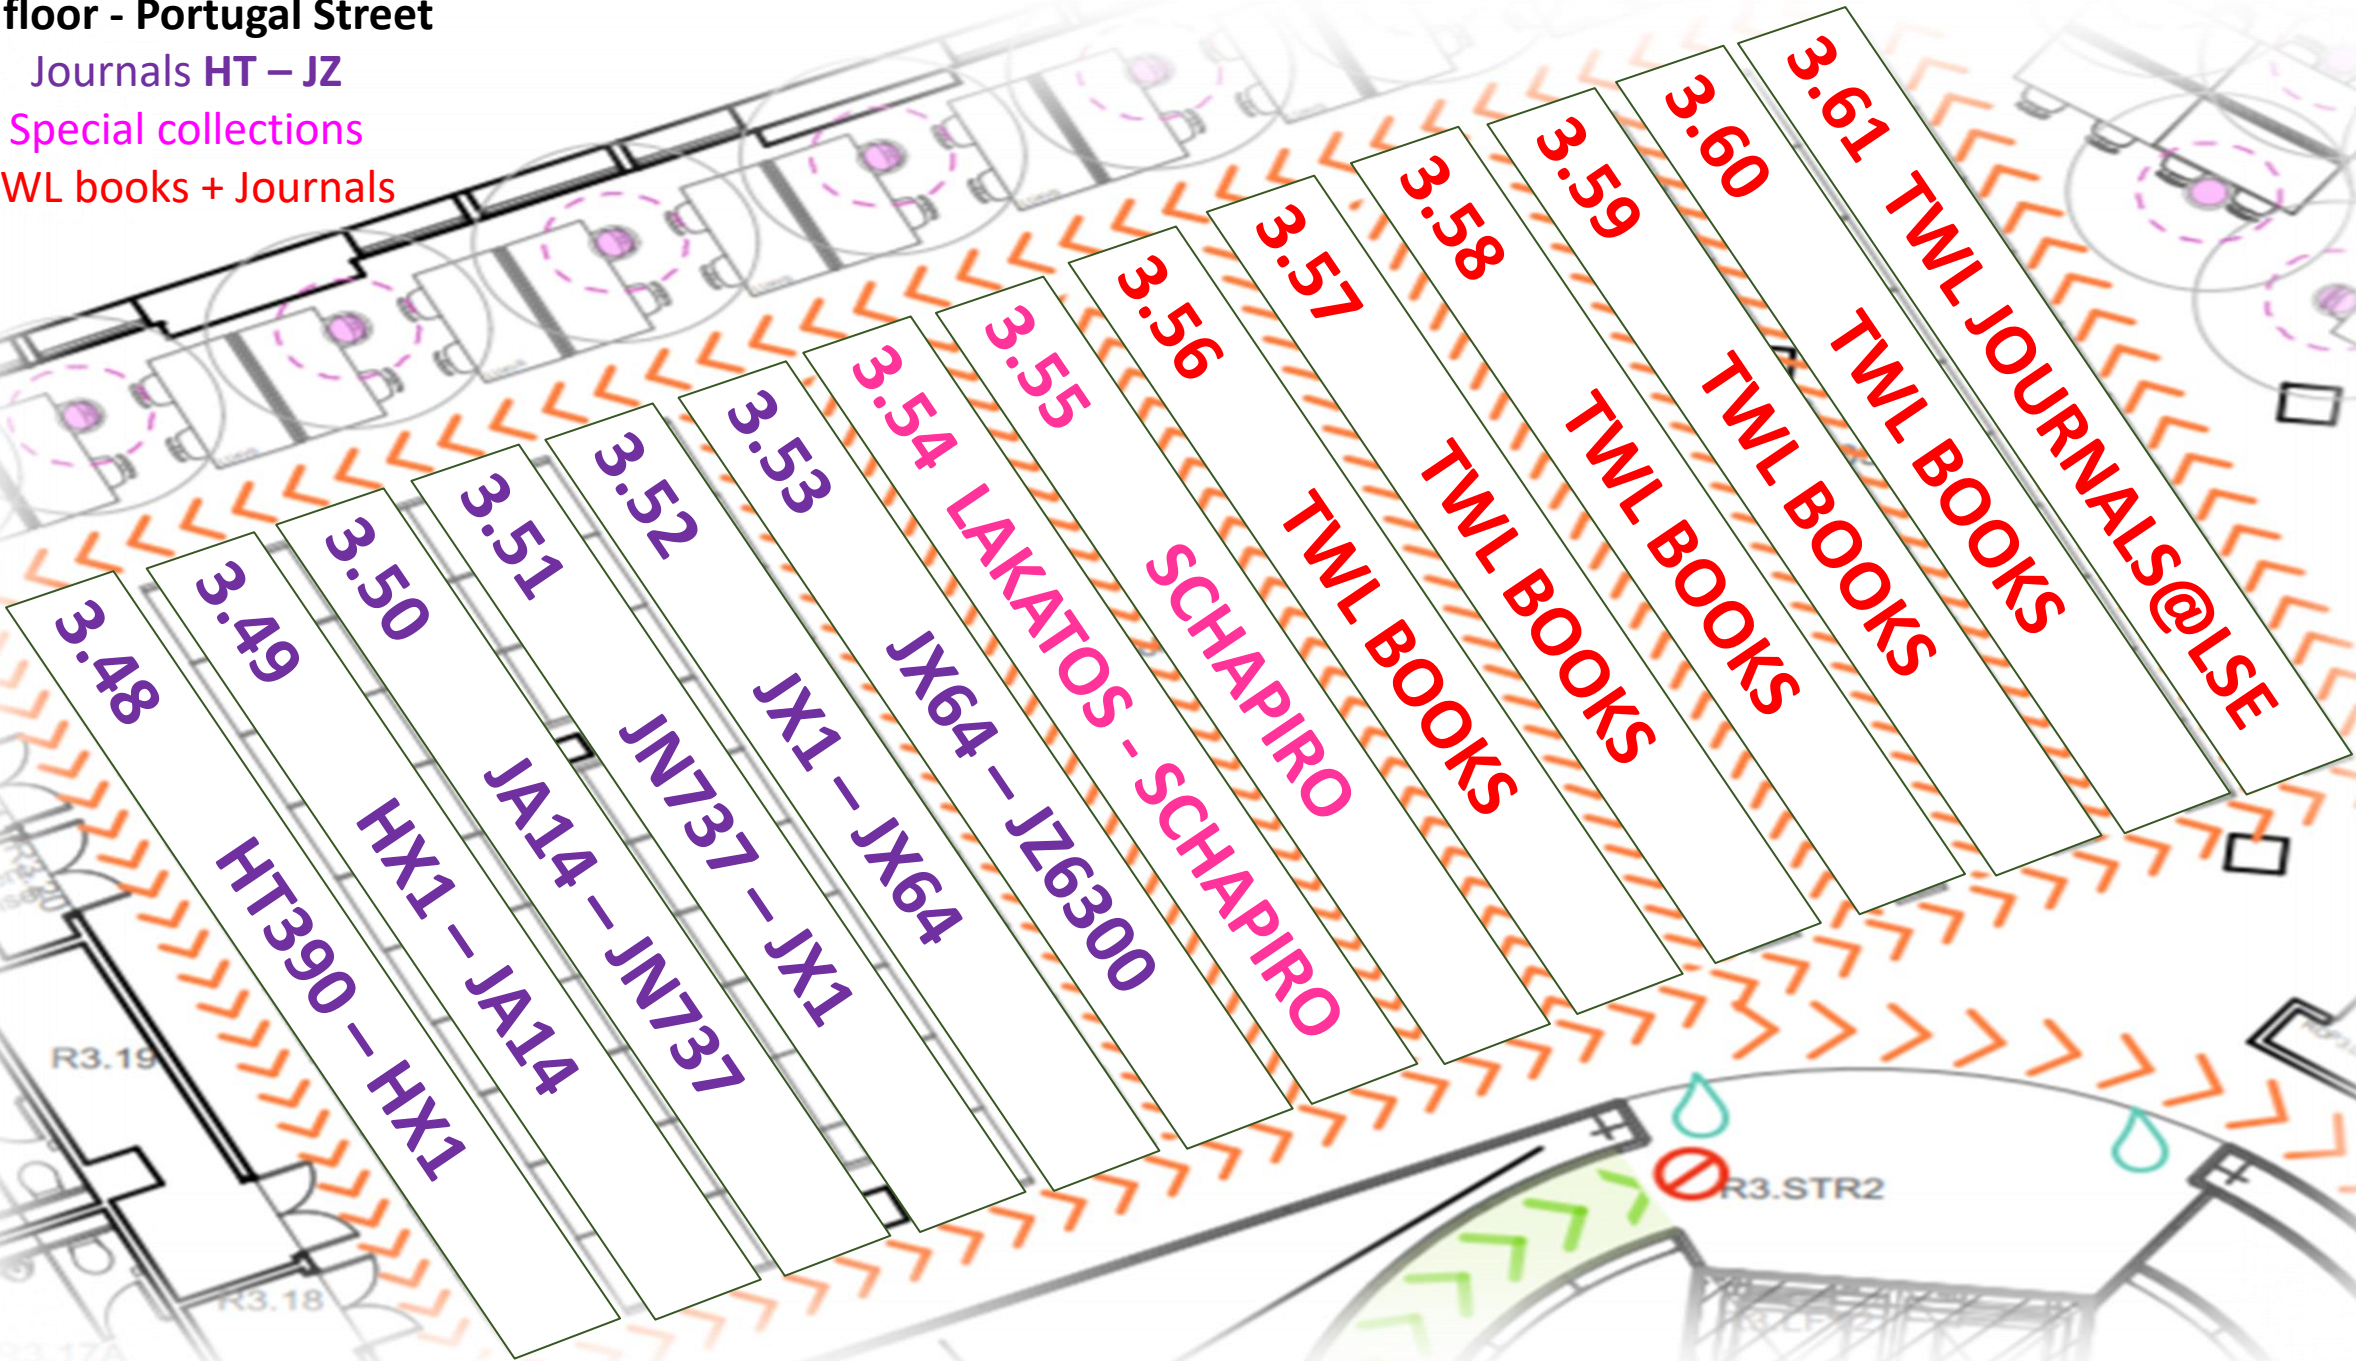 floor - Portugal Street
Journals HT – JZ
Special collections
WL books + Journals
3.48 HT390 – HX1
3.49 HX1 – JA14
3.50 JA14 – JN737
3.51 JN737 – JX1
3.52 JX1 – JX64
3.53 JX64 – JZ6300
3.54 LAKATOS - SCHAPIRO
3.55 SCHAPIRO
3.56 TWL BOOKS
3.57 TWL BOOKS
3.58 TWL BOOKS
3.59 TWL BOOKS
3.60 TWL BOOKS
3.61 TWL JOURNALS@LSE
R3.19
R3.18
R3.17A
R3.STR2